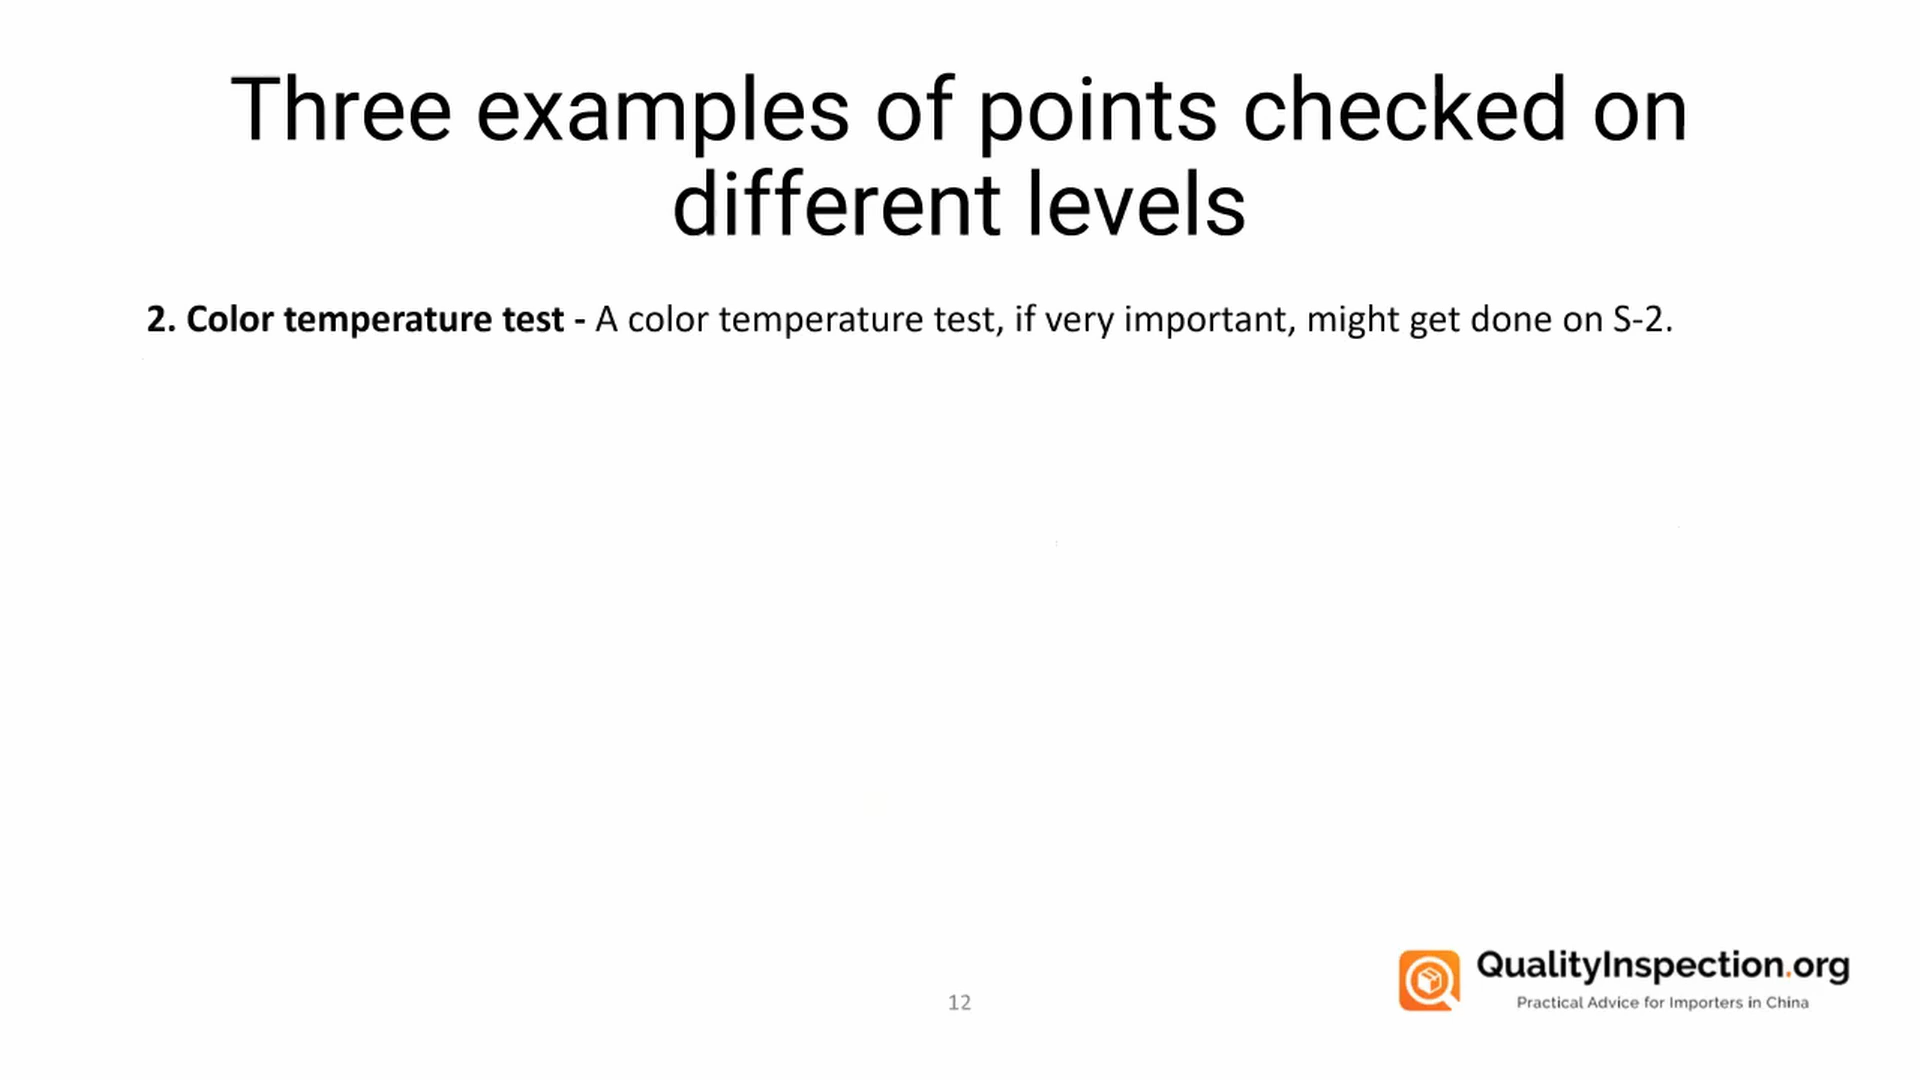 Three examples of points checked on
different levels
2. Color temperature test - A color temperature test, if very important, might get done on S-2.
12
QualityInspection.org
Practical Advice for Importers in China